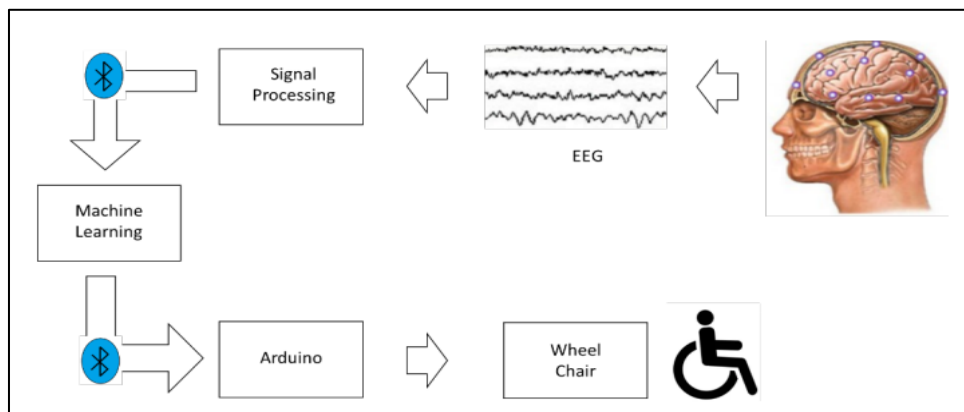 Signal
Processing
EEG
Machine
Learning
Arduino
Wheel
Chair